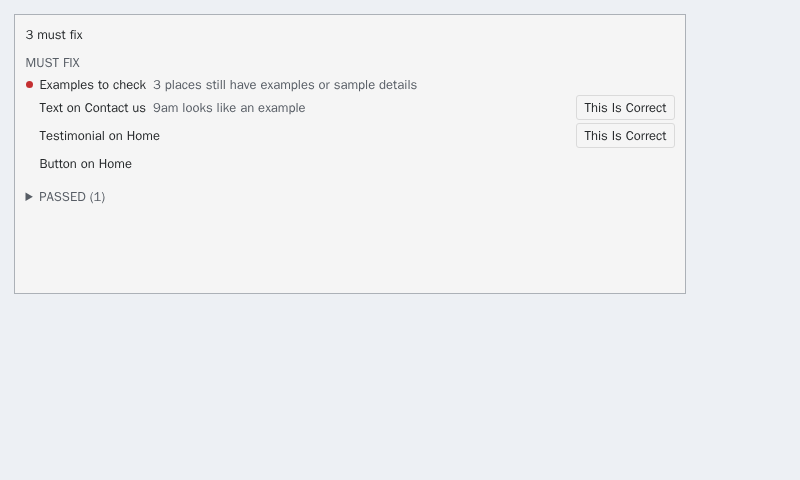 3 must fix
MUST FIX
Examples to check 3 places still have examples or sample details
Text on Contact us 9am looks like an example This Is Correct
Testimonial on Home This Is Correct
Button on Home
PASSED (1)